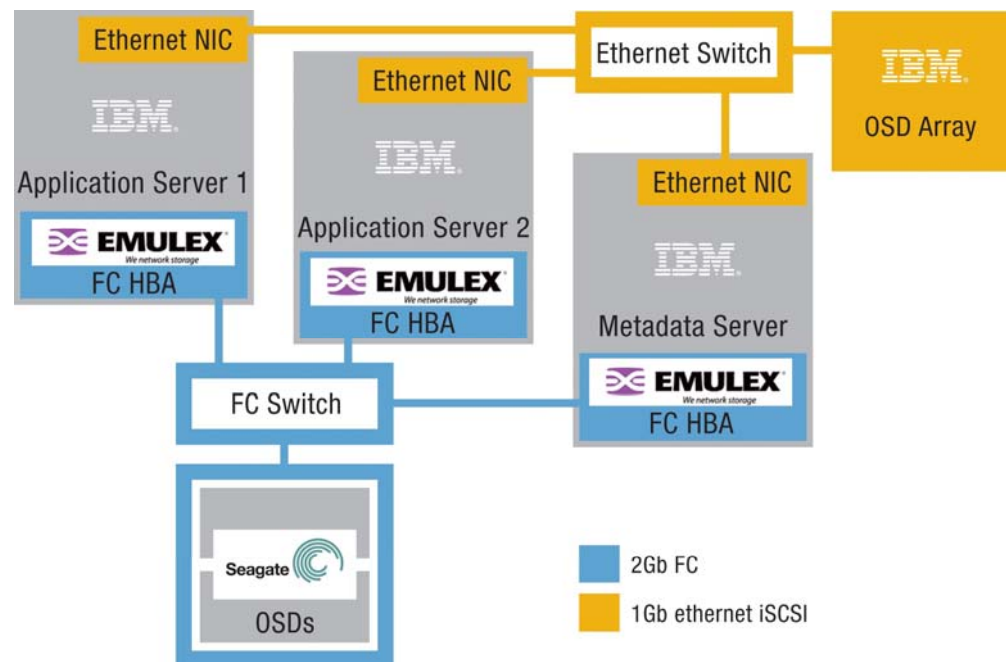 Ethernet NIC
IBM®
Application Server 1
EMULEX®
We network storage
FC HBA
Ethernet NIC
IBM®
Application Server 2
EMULEX®
We network storage
FC HBA
Ethernet Switch
IBM®
OSD Array
Ethernet NIC
IBM®
Metadata Server
EMULEX®
We network storage
FC HBA
FC Switch
Seagate
OSDs
2Gb FC
1Gb ethernet iSCSI